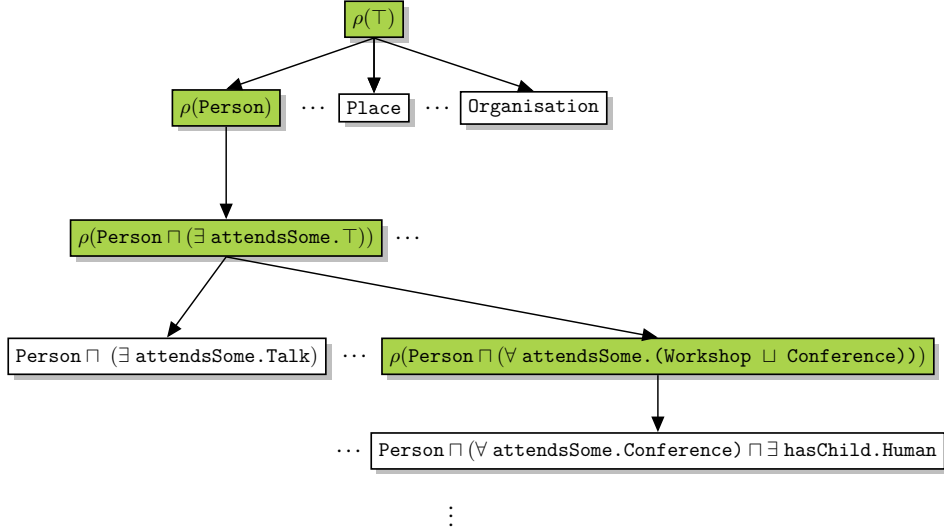 ρ(⊤)
ρ(Person) ··· Place ··· Organisation
ρ(Person ⊓ (∃ attendsSome.⊤)) ···
Person ⊓ (∃ attendsSome.Talk) ··· ρ(Person ⊓ (∀ attendsSome.(Workshop ⊔ Conference)))
··· Person ⊓ (∀ attendsSome.Conference) ⊓ ∃ hasChild.Human
⋮